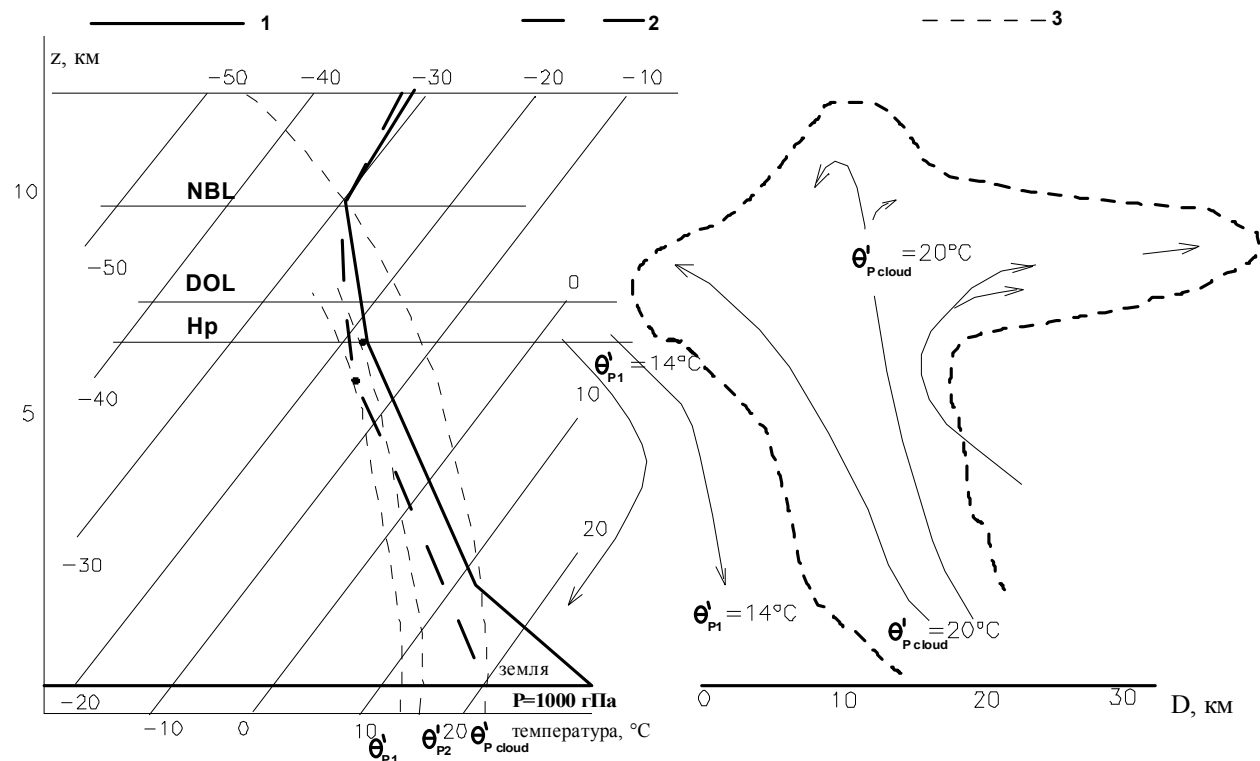 1 2 3
z, км
−50 −40 −30 −20 −10
10
NBL
−50
θ'P cloud =20°C
DOL
0
Hp
θ'P1 =14°C
−40
10
5
20
−30
θ'P1 =14°C
θ'P cloud =20°C
земля
−20
P=1000 гПа
0 10 20 30
D, км
−10 0 10 20
температура, °C
θ'P1 θ'P2 θ'P cloud